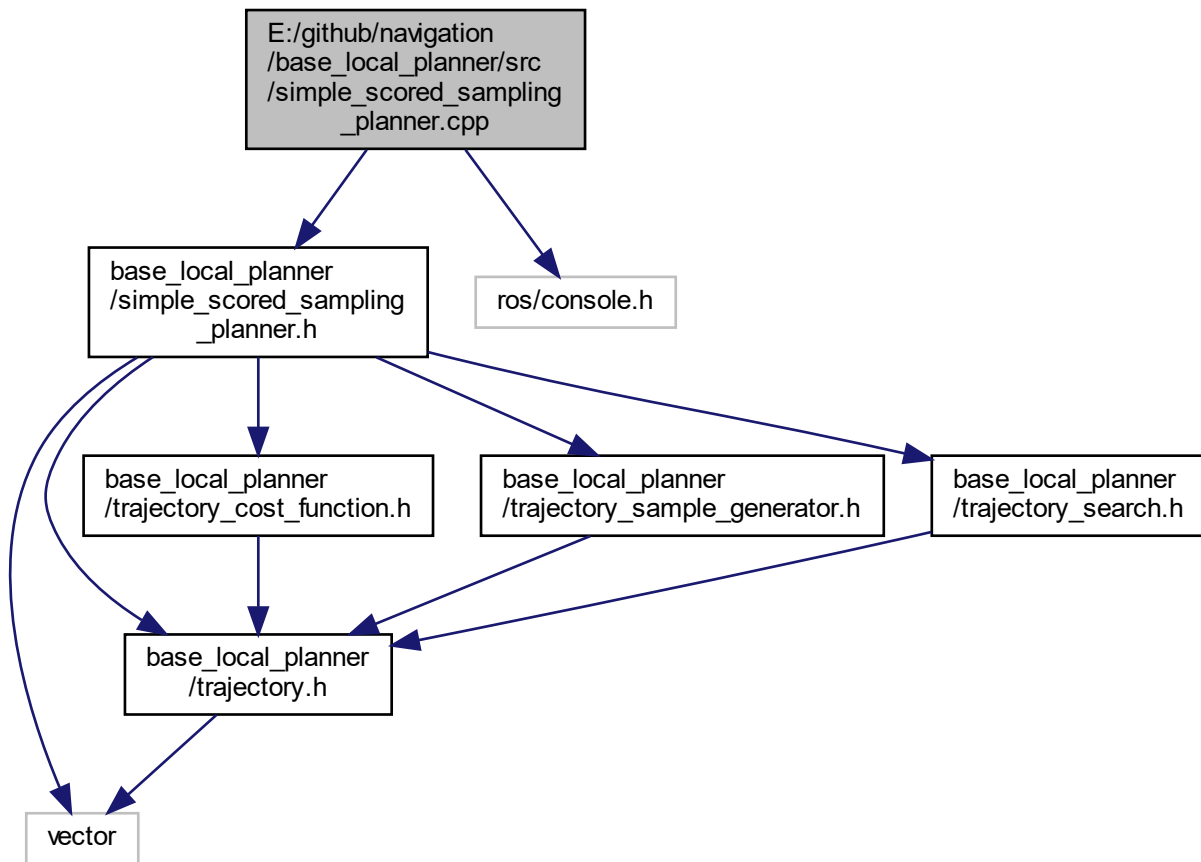 E:/github/navigation
/base_local_planner/src
/simple_scored_sampling
_planner.cpp
base_local_planner
/simple_scored_sampling
_planner.h
ros/console.h
base_local_planner
/trajectory_cost_function.h
base_local_planner
/trajectory_sample_generator.h
base_local_planner
/trajectory_search.h
base_local_planner
/trajectory.h
vector